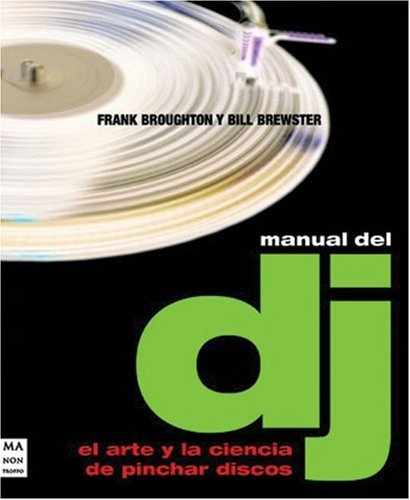 FRANK BROUGHTON Y BILL BREWSTER
manual del
dj
el arte y la ciencia
de pinchar discos
MA
NON
TROPPO